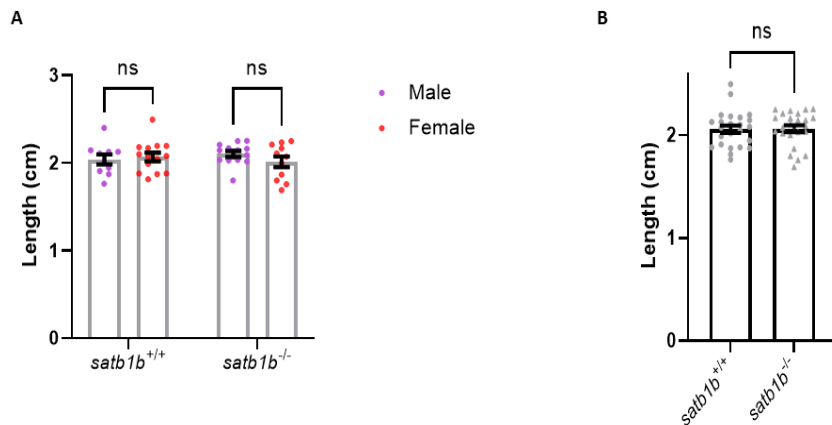 A
ns
ns
Male
Female
3
2
1
0
Length (cm)
satb1b+/+
satb1b-/-
B
ns
2
1
0
Length (cm)
satb1b+/+
satb1b-/-